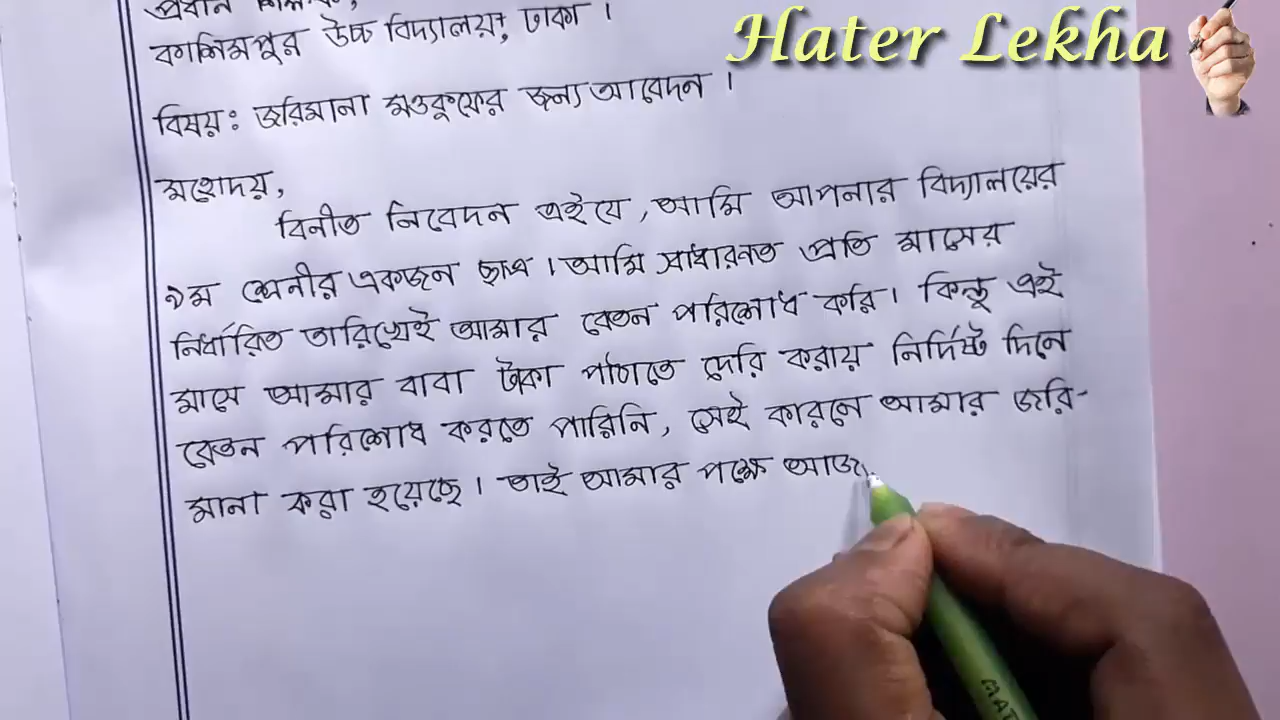 Hater Lekha
প্রধান শিক্ষক,
কাশিমপুর উচ্চ বিদ্যালয়, ঢাকা ।
বিষয়ঃ জরিমানা মওকুফের জন্য আবেদন ।
মহোদয়,
বিনীত নিবেদন এইযে, আমি আপনার বিদ্যালয়ের
৯ম শ্রেনীর একজন ছাত্র । আমি সাধারনত প্রতি মাসের
নির্ধারিত তারিখেই আমার বেতন পরিশোধ করি । কিন্তু এই
মাসে আমার বাবা টাকা পাঠাতে দেরি করায় নির্দিষ্ট দিনে
বেতন পরিশোধ করতে পারিনি, সেই কারনে আমার জরি-
মানা করা হয়েছে । তাই আমার পক্ষে আজ
MAT